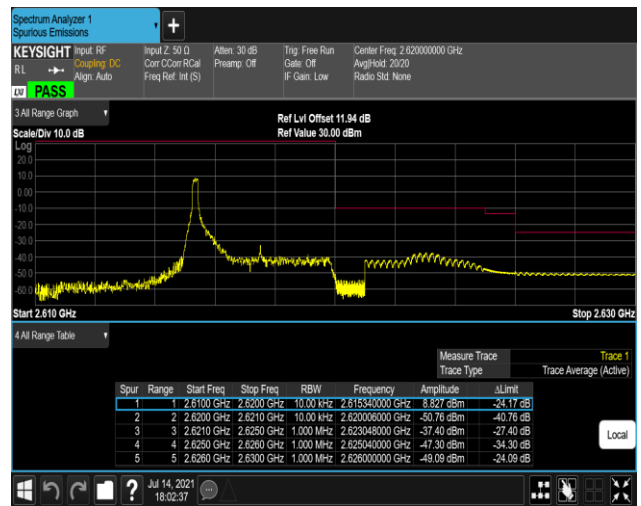 Spectrum Analyzer 1
Spurious Emissions
KEYSIGHT Input: RF Input Z: 50 Ω Atten: 30 dB Trig: Free Run Center Freq: 2.620000000 GHz
RL Coupling: DC Corr CCorr RCal Preamp: Off Gate: Off Avg|Hold: 20/20
Align: Auto Freq Ref: Int (S) IF Gain: Low Radio Std: None
LXI PASS
3 All Range Graph
Ref Lvl Offset 11.94 dB
Scale/Div 10.0 dB Ref Value 30.00 dBm
Log
20.0
10.0
0.00
-10.0
-20.0
-30.0
-40.0
-50.0
-60.0
Start 2.610 GHz Stop 2.630 GHz
4 All Range Table
Measure Trace Trace 1
Trace Type Trace Average (Active)
Spur Range Start Freq Stop Freq RBW Frequency Amplitude ΔLimit
1 1 2.6100 GHz 2.6200 GHz 10.00 kHz 2.615340000 GHz 8.827 dBm -24.17 dB
2 2 2.6200 GHz 2.6210 GHz 10.00 kHz 2.620006000 GHz -50.76 dBm -40.76 dB
3 3 2.6210 GHz 2.6250 GHz 1.000 MHz 2.623048000 GHz -37.40 dBm -27.40 dB
4 4 2.6250 GHz 2.6260 GHz 1.000 MHz 2.625040000 GHz -47.30 dBm -34.30 dB
5 5 2.6260 GHz 2.6300 GHz 1.000 MHz 2.626000000 GHz -49.09 dBm -24.09 dB
Local
Jul 14, 2021
18:02:37